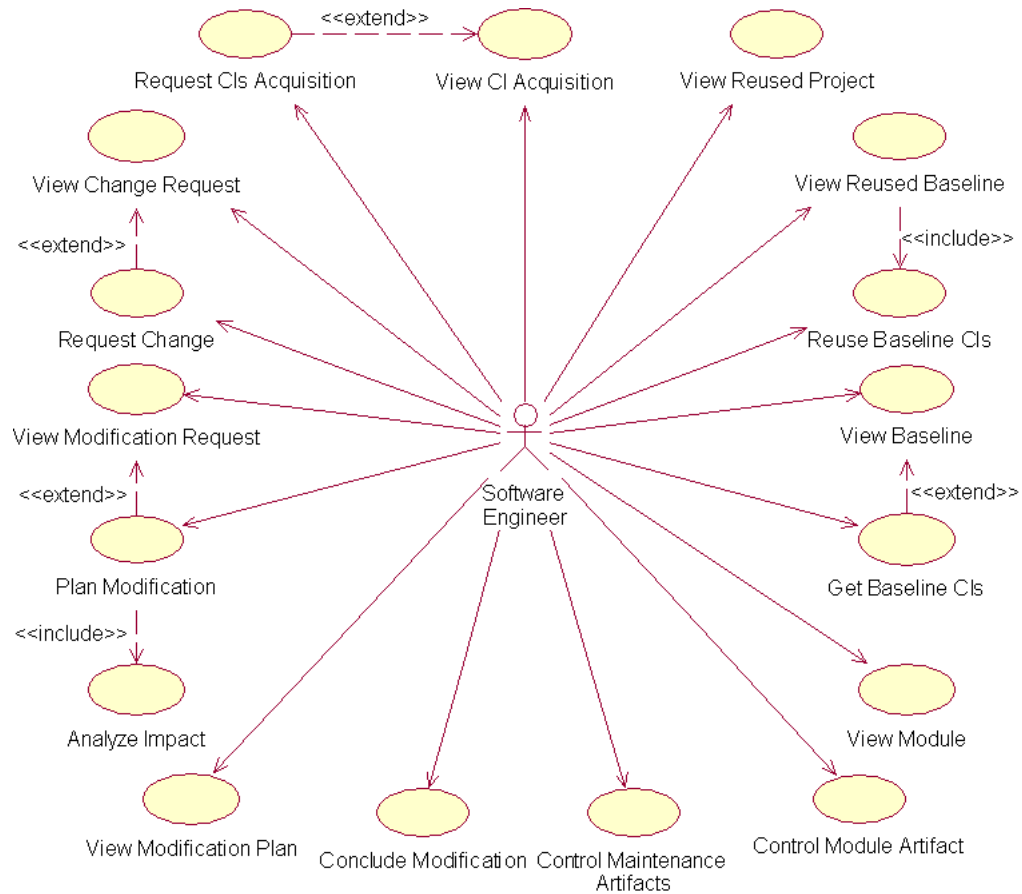 <<extend>>
Request CIs Acquisition
View CI Acquisition
View Reused Project
View Change Request
View Reused Baseline
<<extend>>
<<include>>
Request Change
Reuse Baseline CIs
View Modification Request
View Baseline
<<extend>>
<<extend>>
Software
Engineer
Plan Modification
Get Baseline CIs
<<include>>
Analyze Impact
View Module
View Modification Plan
Conclude Modification
Control Maintenance
Artifacts
Control Module Artifact